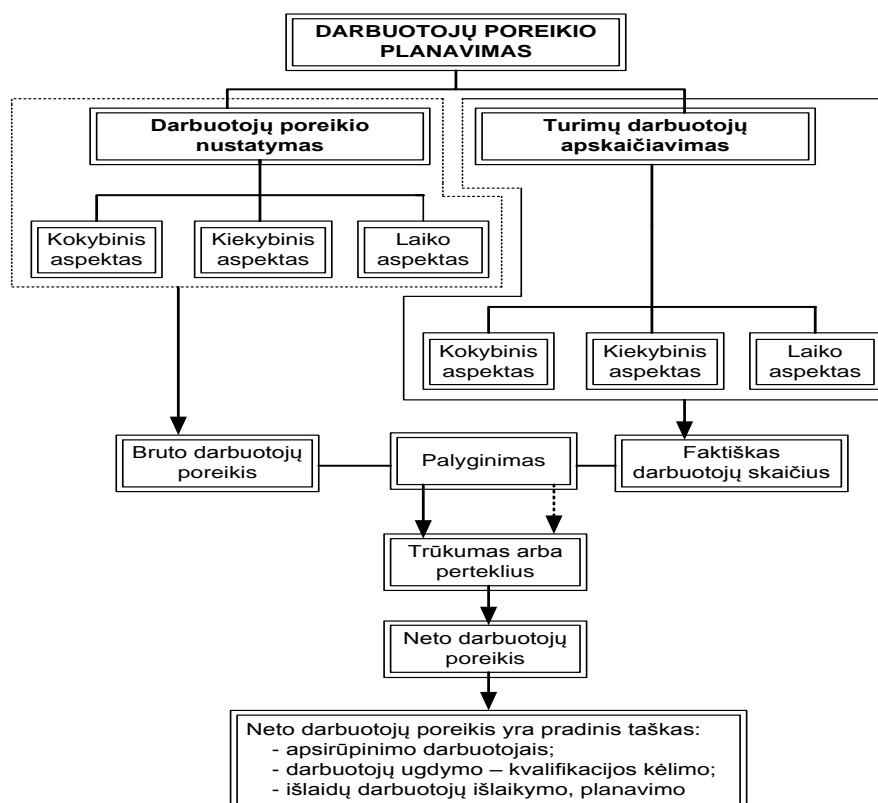 DARBUOTOJŲ POREIKIO
PLANAVIMAS
Darbuotojų poreikio
nustatymas
Turimų darbuotojų
apskaičiavimas
Kokybinis
aspektas
Kiekybinis
aspektas
Laiko
aspektas
Kokybinis
aspektas
Kiekybinis
aspektas
Laiko
aspektas
Bruto darbuotojų
poreikis
Palyginimas
Faktiškas
darbuotojų skaičius
Trūkumas arba
perteklius
Neto darbuotojų
poreikis
Neto darbuotojų poreikis yra pradinis taškas:
- apsirūpinimo darbuotojais;
- darbuotojų ugdymo – kvalifikacijos kėlimo;
- išlaidų darbuotojų išlaikymo, planavimo